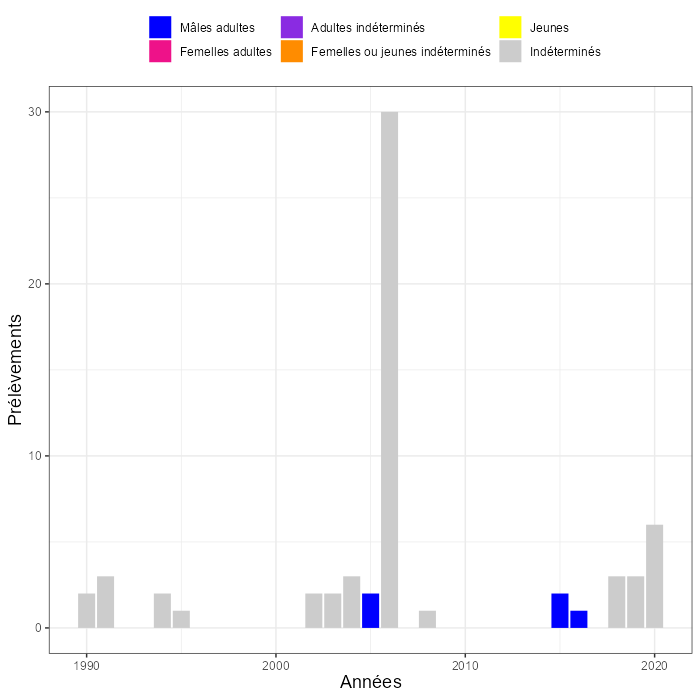 Mâles adultes Adultes indéterminés Jeunes
Femelles adultes Femelles ou jeunes indéterminés Indéterminés
30
20
10
0
Prélèvements
1990 2000 2010 2020
Années